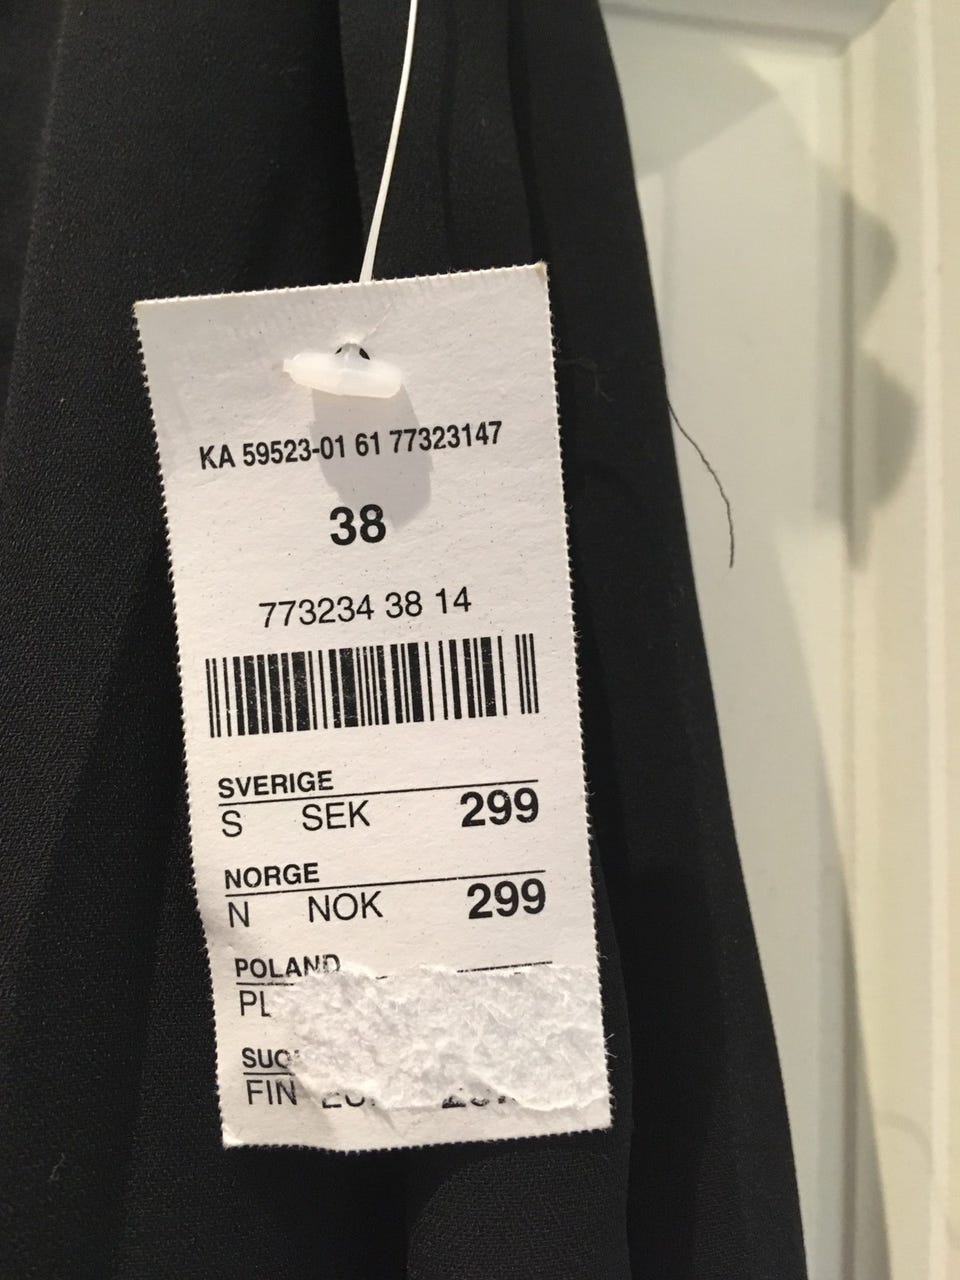 KA 59523-01 61 77323147
38
773234 38 14
SVERIGE
S SEK 299
NORGE
N NOK 299
POLAND
PL
FIN